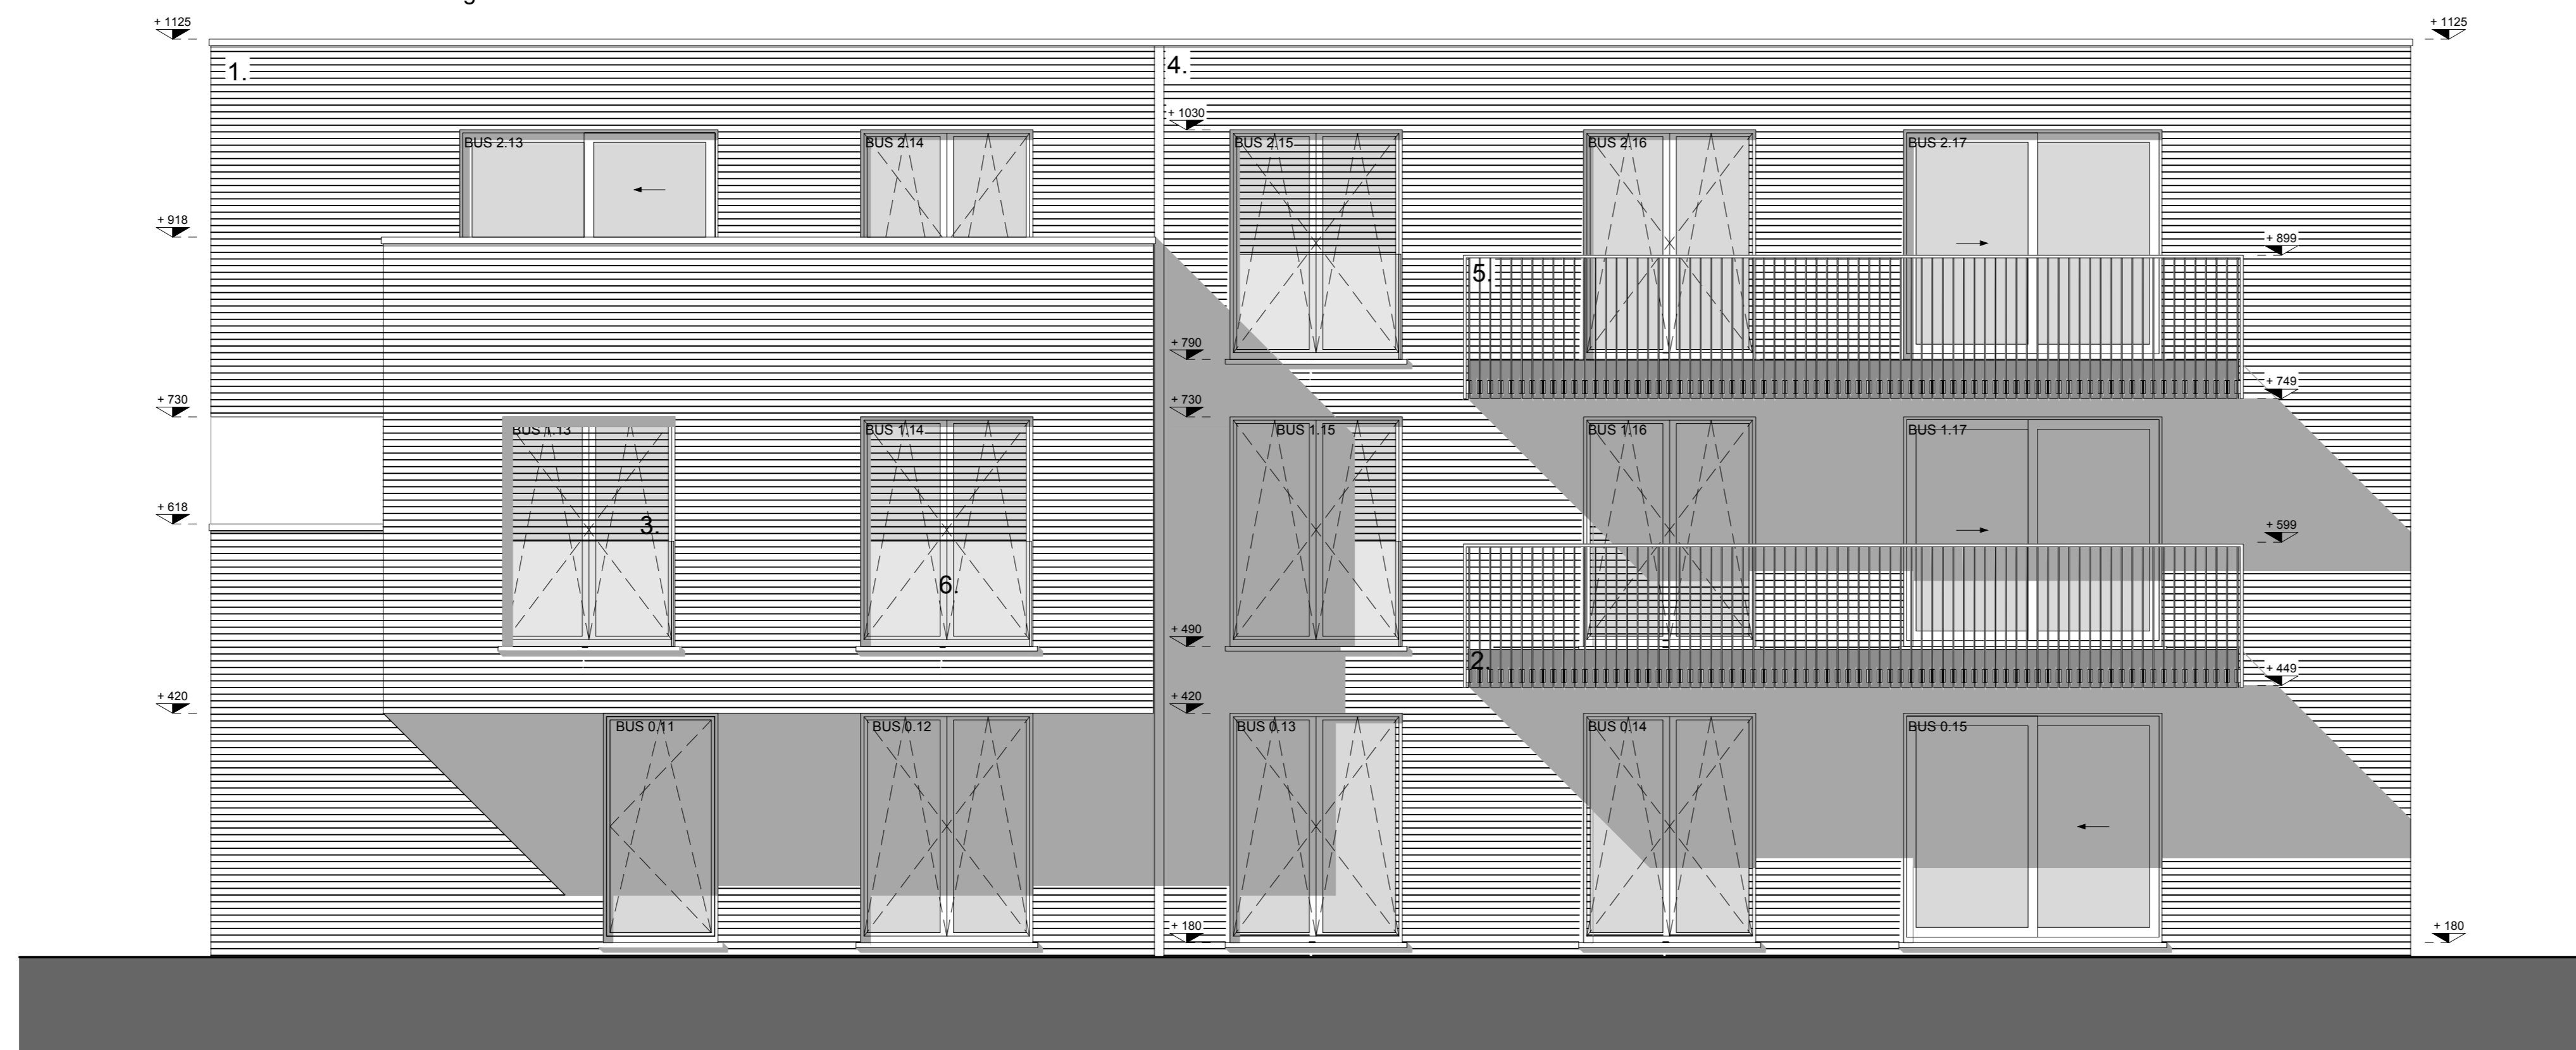 g
+ 1125
+ 1125
1.
4.
+ 1030
BUS 2.13
BUS 2.14
BUS 2.15
BUS 2.16
BUS 2.17
+ 918
+ 899
5.
+ 790
+ 749
+ 730
+ 730
BUS 1.13
BUS 1.14
BUS 1.15
BUS 1.16
BUS 1.17
+ 618
3.
+ 599
6.
+ 490
2.
+ 449
+ 420
+ 420
BUS 0.11
BUS 0.12
BUS 0.13
BUS 0.14
BUS 0.15
+ 180
+ 180